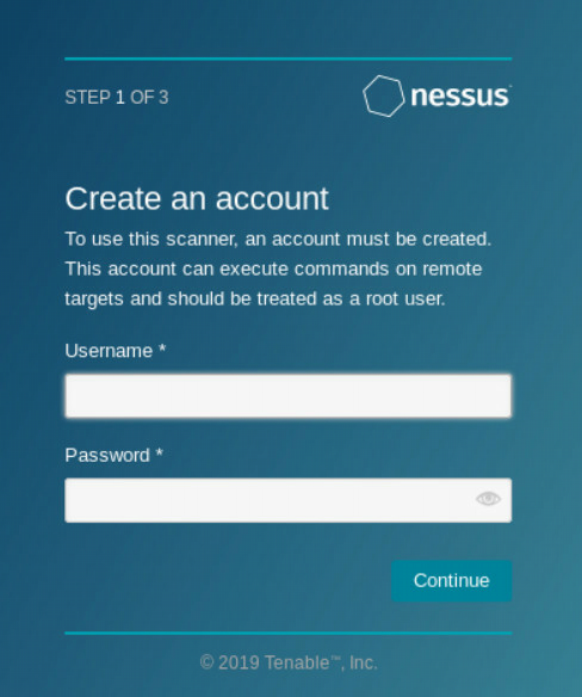 STEP 1 OF 3
nessus
Create an account
To use this scanner, an account must be created.
This account can execute commands on remote
targets and should be treated as a root user.
Username *
Password *
Continue
© 2019 Tenable™, Inc.